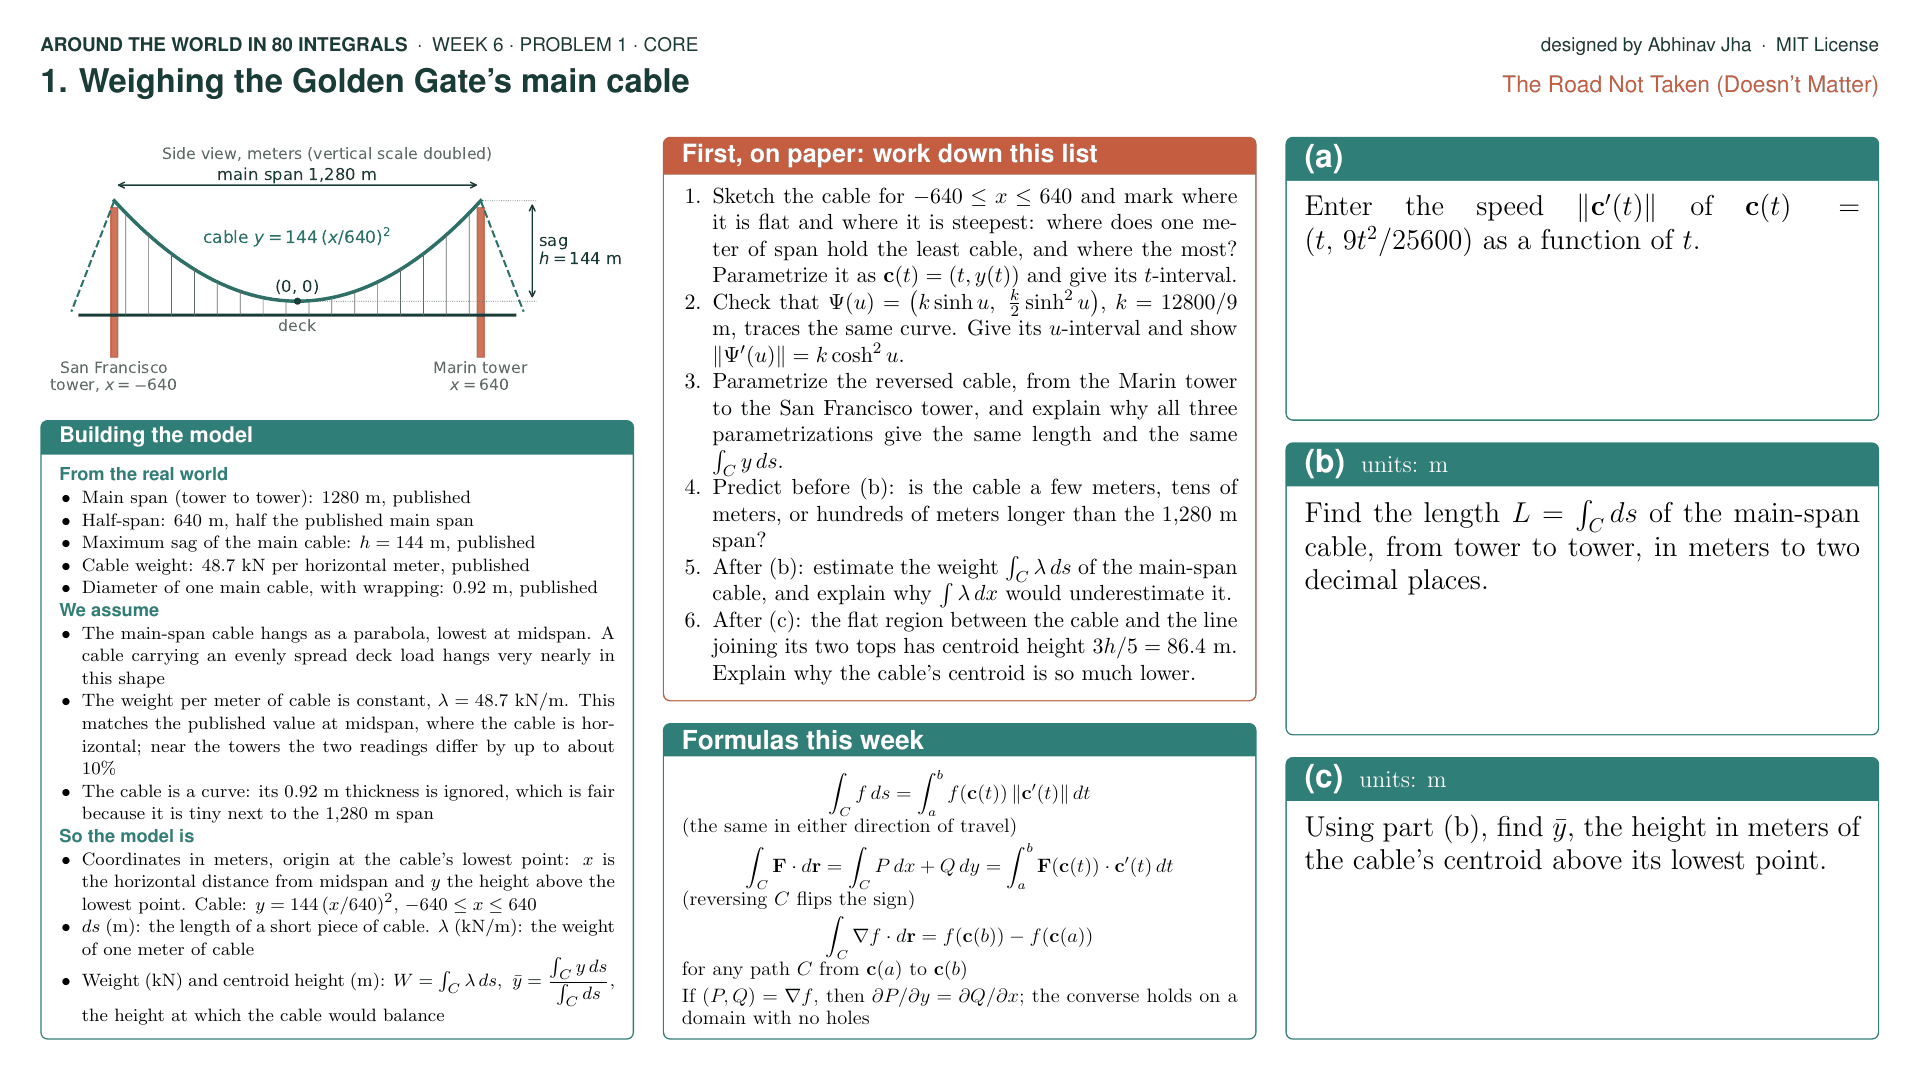 AROUND THE WORLD IN 80 INTEGRALS · WEEK 6 · PROBLEM 1 · CORE
designed by Abhinav Jha · MIT License
1. Weighing the Golden Gate’s main cable
The Road Not Taken (Doesn’t Matter)
Side view, meters (vertical scale doubled)
main span 1,280 m
cable y = 144 (x/640)²
sag
h = 144 m
(0, 0)
deck
San Francisco
tower, x = −640
Marin tower
x = 640
Building the model
From the real world
• Main span (tower to tower): 1280 m, published
• Half-span: 640 m, half the published main span
• Maximum sag of the main cable: h = 144 m, published
• Cable weight: 48.7 kN per horizontal meter, published
• Diameter of one main cable, with wrapping: 0.92 m, published
We assume
• The main-span cable hangs as a parabola, lowest at midspan. A
cable carrying an evenly spread deck load hangs very nearly in
this shape
• The weight per meter of cable is constant, λ = 48.7 kN/m. This
matches the published value at midspan, where the cable is hor-
izontal; near the towers the two readings differ by up to about
10%
• The cable is a curve: its 0.92 m thickness is ignored, which is fair
because it is tiny next to the 1,280 m span
So the model is
• Coordinates in meters, origin at the cable’s lowest point: x is
the horizontal distance from midspan and y the height above the
lowest point. Cable: y = 144 (x/640)², −640 ≤ x ≤ 640
• ds (m): the length of a short piece of cable. λ (kN/m): the weight
of one meter of cable
• Weight (kN) and centroid height (m): W = ∫_C λ ds, ȳ = ∫_C y ds / ∫_C ds,
the height at which the cable would balance
First, on paper: work down this list
1. Sketch the cable for −640 ≤ x ≤ 640 and mark where
it is flat and where it is steepest: where does one me-
ter of span hold the least cable, and where the most?
Parametrize it as c(t) = (t, y(t)) and give its t-interval.
2. Check that Ψ(u) = (k sinh u, k/2 sinh² u), k = 12800/9
m, traces the same curve. Give its u-interval and show
‖Ψ′(u)‖ = k cosh² u.
3. Parametrize the reversed cable, from the Marin tower
to the San Francisco tower, and explain why all three
parametrizations give the same length and the same
∫_C y ds.
4. Predict before (b): is the cable a few meters, tens of
meters, or hundreds of meters longer than the 1,280 m
span?
5. After (b): estimate the weight ∫_C λ ds of the main-span
cable, and explain why ∫ λ dx would underestimate it.
6. After (c): the flat region between the cable and the line
joining its two tops has centroid height 3h/5 = 86.4 m.
Explain why the cable’s centroid is so much lower.
Formulas this week
∫_C f ds = ∫_a^b f(c(t)) ‖c′(t)‖ dt
(the same in either direction of travel)
∫_C F · dr = ∫_C P dx + Q dy = ∫_a^b F(c(t)) · c′(t) dt
(reversing C flips the sign)
∫_C ∇f · dr = f(c(b)) − f(c(a))
for any path C from c(a) to c(b)
If (P, Q) = ∇f, then ∂P/∂y = ∂Q/∂x; the converse holds on a
domain with no holes
(a)
Enter the speed ‖c′(t)‖ of c(t) =
(t, 9t²/25600) as a function of t.
(b) units: m
Find the length L = ∫_C ds of the main-span
cable, from tower to tower, in meters to two
decimal places.
(c) units: m
Using part (b), find ȳ, the height in meters of
the cable’s centroid above its lowest point.